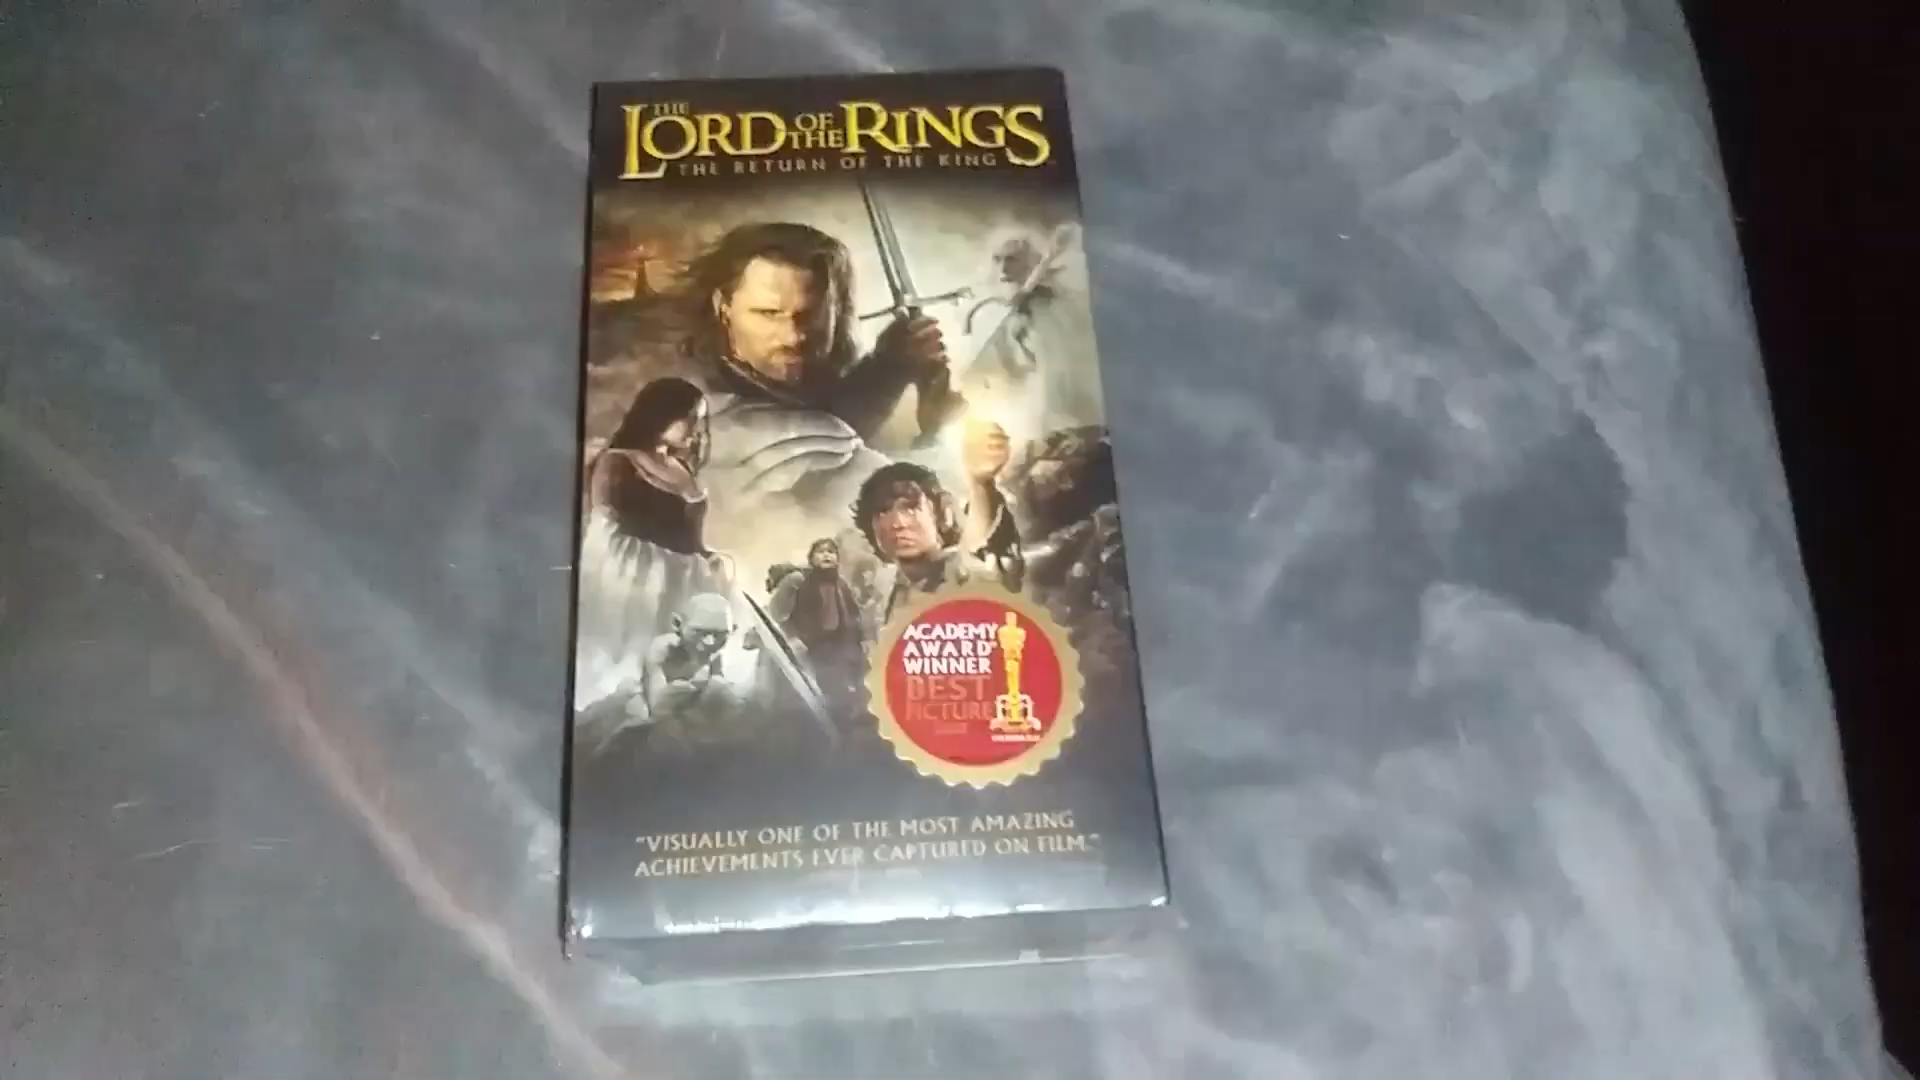 THE
LORD OF THE RINGS
THE RETURN OF THE KING
ACADEMY
AWARD
WINNER
BEST
PICTURE
"VISUALLY ONE OF THE MOST AMAZING
ACHIEVEMENTS EVER CAPTURED ON FILM."